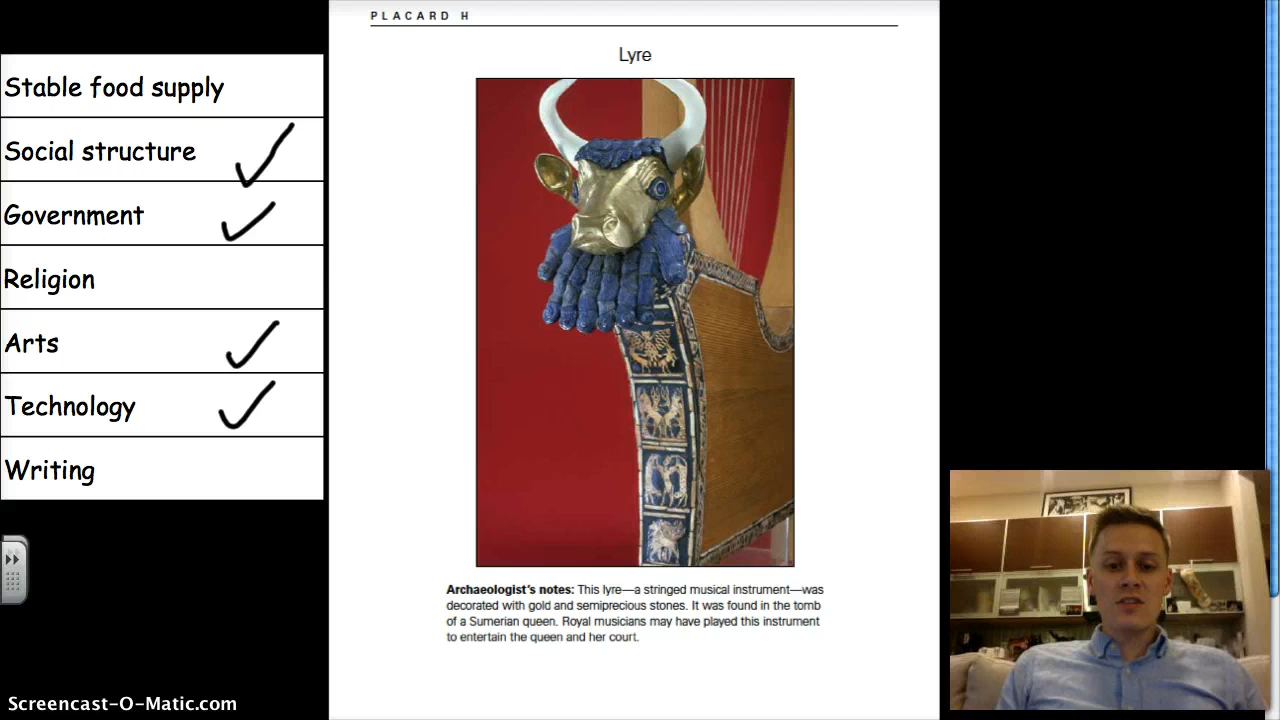 PLACARD H
Lyre
Stable food supply
Social structure
Government
Religion
Arts
Technology
Writing
Archaeologist's notes: This lyre—a stringed musical instrument—was
decorated with gold and semiprecious stones. It was found in the tomb
of a Sumerian queen. Royal musicians may have played this instrument
to entertain the queen and her court.
Screencast-O-Matic.com